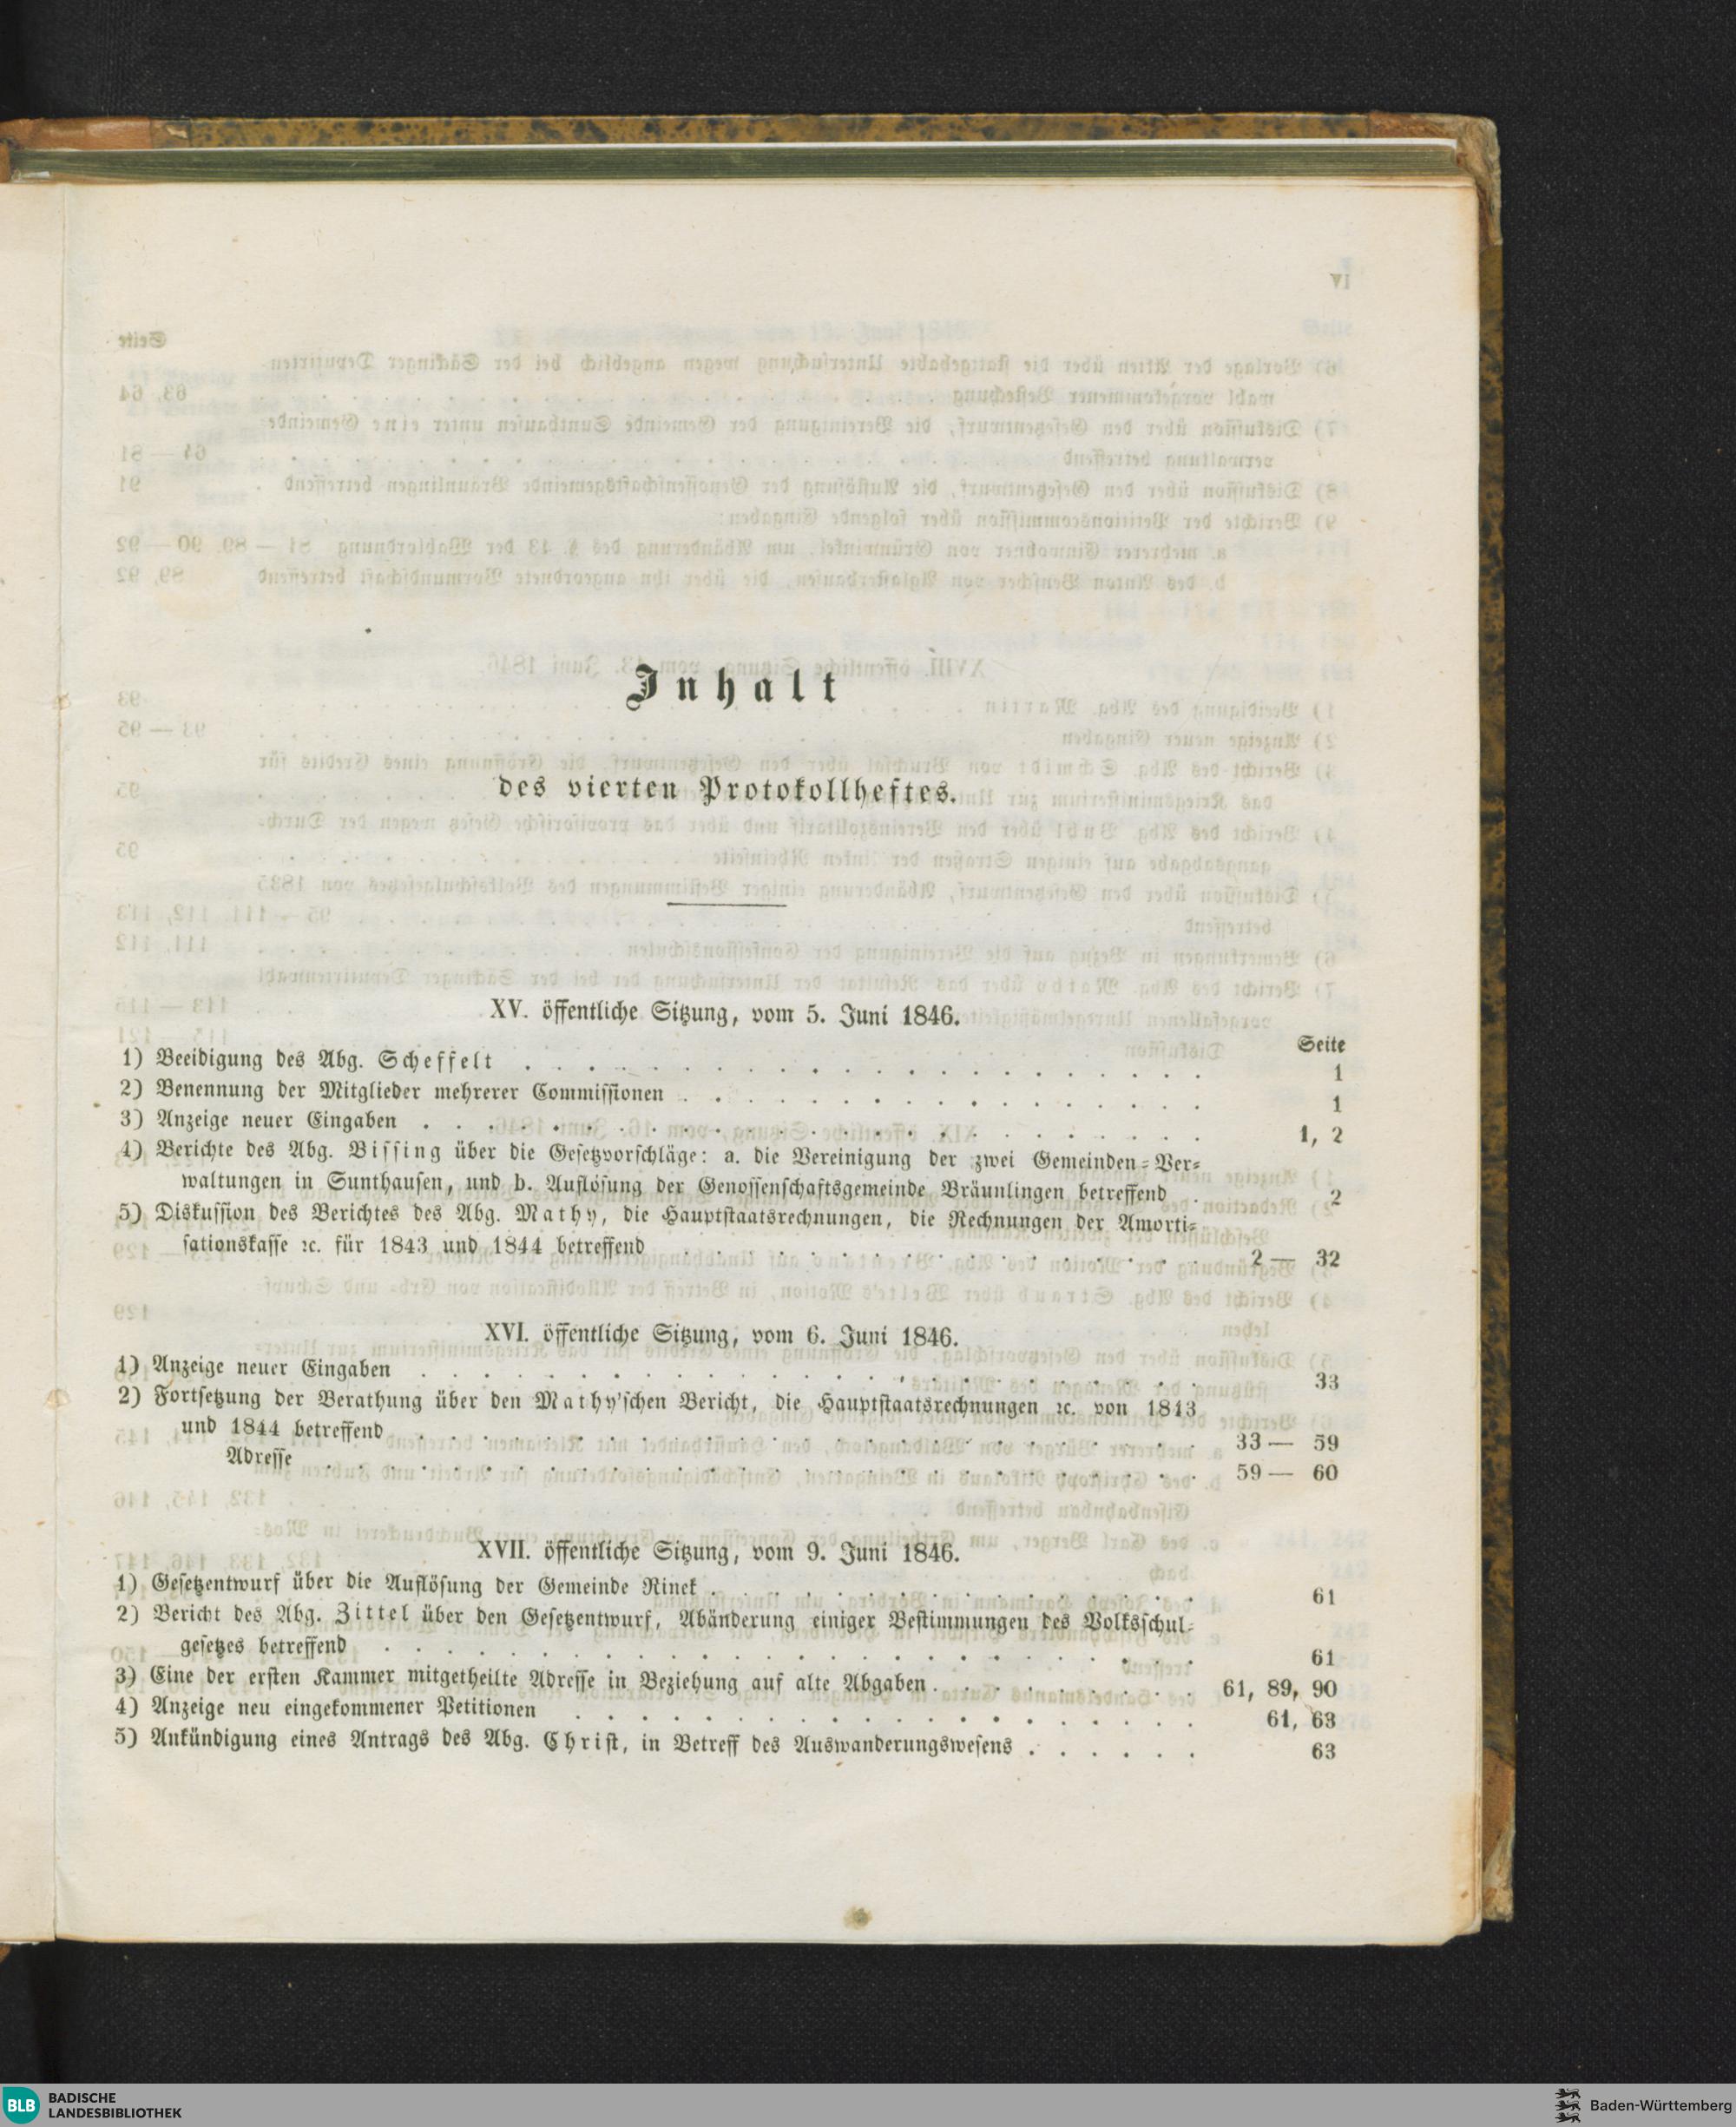 Inhalt
des vierten Protokollheftes.
XV. öffentliche Sitzung, vom 5. Juni 1846.
Seite
1) Beeidigung des Abg. Scheffelt . . . . . . . . . . 1
2) Benennung der Mitglieder mehrerer Commissionen . . . . . . . . . . 1
3) Anzeige neuer Eingaben . . . . . . . . . . 1, 2
4) Berichte des Abg. Bissing über die Gesetzvorschläge: a. die Vereinigung der zwei Gemeinden-Ver-
waltungen in Sunthausen, und b. Auflösung der Genossenschaftsgemeinde Bräunlingen betreffend . 2
5) Diskussion des Berichtes des Abg. Mathy, die Hauptstaatsrechnungen, die Rechnungen der Amorti-
sationskasse ꝛc. für 1843 und 1844 betreffend . . . . . . . . . . 2 — 32
XVI. öffentliche Sitzung, vom 6. Juni 1846.
1) Anzeige neuer Eingaben . . . . . . . . . . 33
2) Fortsetzung der Berathung über den Mathy'schen Bericht, die Hauptstaatsrechnungen ꝛc. von 1843
und 1844 betreffend . . . . . . . . . . 33 — 59
Adresse . . . . . . . . . . 59 — 60
XVII. öffentliche Sitzung, vom 9. Juni 1846.
1) Gesetzentwurf über die Auflösung der Gemeinde Rinek . . . . . . . . . . 61
2) Bericht des Abg. Zittel über den Gesetzentwurf, Abänderung einiger Bestimmungen des Volksschul-
gesetzes betreffend . . . . . . . . . . 61
3) Eine der ersten Kammer mitgetheilte Adresse in Beziehung auf alte Abgaben . . . . . . . . . 61, 89, 90
4) Anzeige neu eingekommener Petitionen . . . . . . . . . . 61, 63
5) Ankündigung eines Antrags des Abg. Christ, in Betreff des Auswanderungswesens . . . . . . 63
BLB BADISCHE
LANDESBIBLIOTHEK
Baden-Württemberg